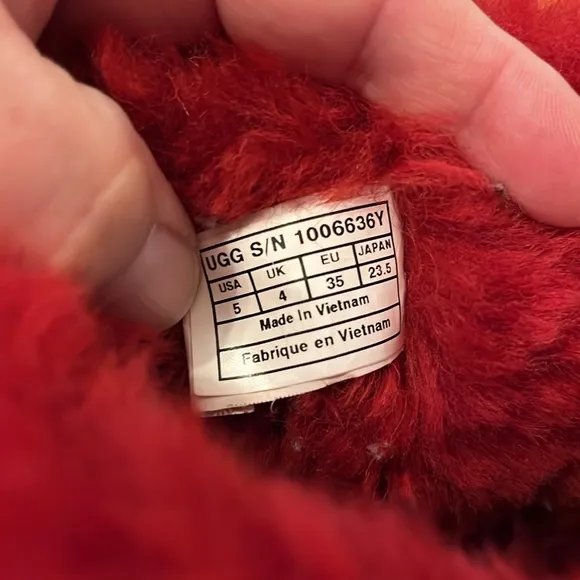 UGG S/N 1006636Y
USA UK EU JAPAN
5 4 35 23.5
Made In Vietnam
Fabrique en Vietnam